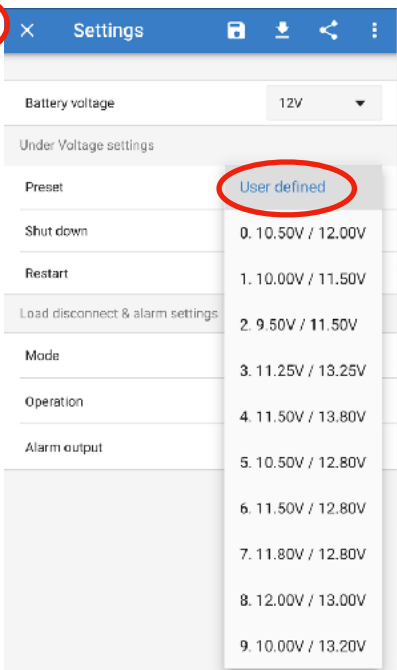 Settings
Battery voltage 12V
Under Voltage settings
Preset User defined
Shut down 0. 10.50V / 12.00V
Restart 1. 10.00V / 11.50V
Load disconnect & alarm settings 2. 9.50V / 11.50V
Mode 3. 11.25V / 13.25V
Operation 4. 11.50V / 13.80V
Alarm output 5. 10.50V / 12.80V
6. 11.50V / 12.80V
7. 11.80V / 12.80V
8. 12.00V / 13.00V
9. 10.00V / 13.20V